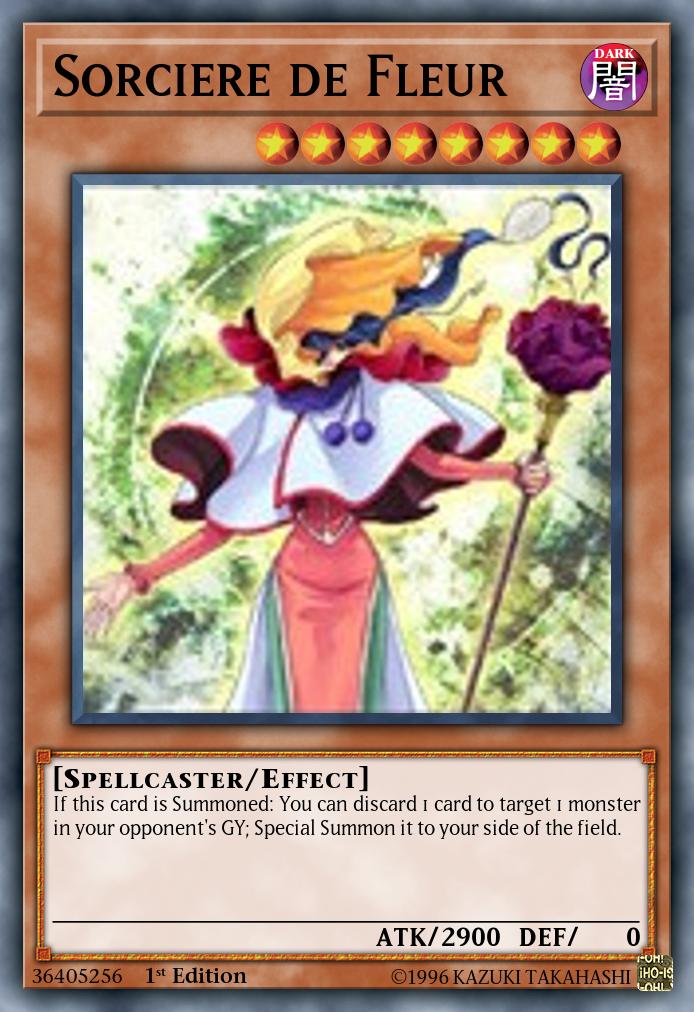 Sorciere de Fleur
DARK
闇
[Spellcaster/Effect]
If this card is Summoned: You can discard 1 card to target 1 monster
in your opponent's GY; Special Summon it to your side of the field.
ATK/2900 DEF/ 0
36405256 1st Edition ©1996 KAZUKI TAKAHASHI